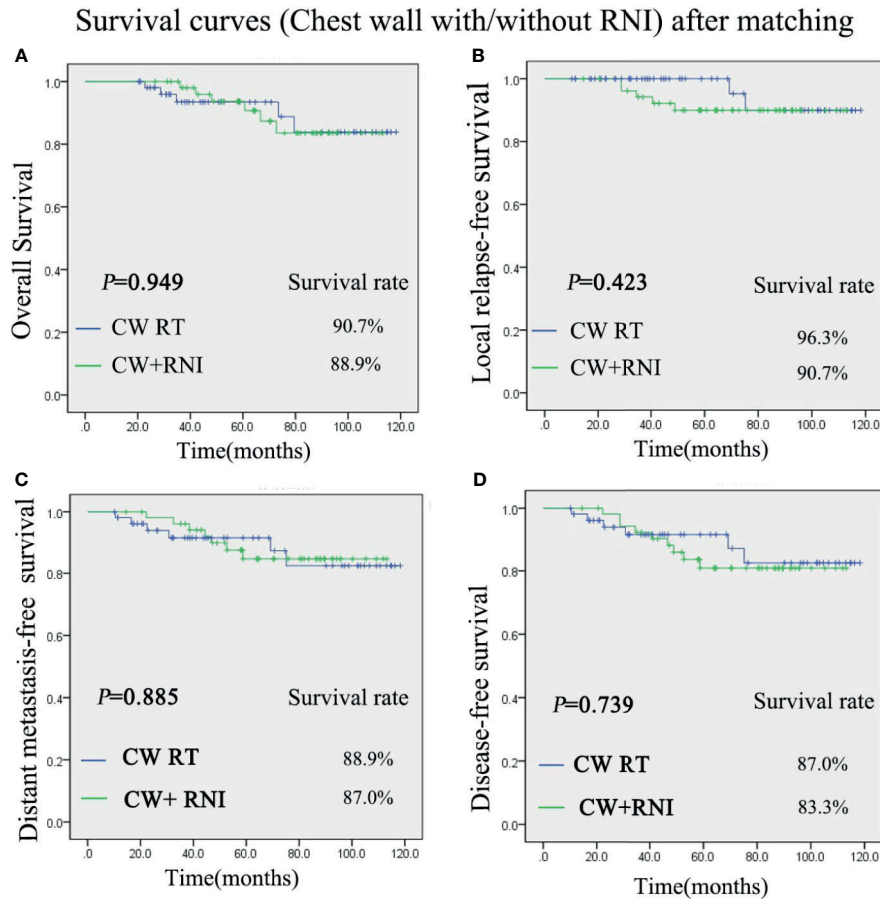 Survival curves (Chest wall with/without RNI) after matching
A
Overall Survival
1.0
0.8
0.6
0.4
0.2
0.0
P=0.949
Survival rate
CW RT
90.7%
CW+RNI
88.9%
.0 20.0 40.0 60.0 80.0 100.0 120.0
Time(months)
B
Local relapse-free survival
1.0
0.8
0.6
0.4
0.2
0.0
P=0.423
Survival rate
CW RT
96.3%
CW+RNI
90.7%
.0 20.0 40.0 60.0 80.0 100.0 120.0
Time(months)
C
Distant metastasis-free survival
1.0
0.8
0.6
0.4
0.2
0.0
P=0.885
Survival rate
CW RT
88.9%
CW+ RNI
87.0%
.0 20.0 40.0 60.0 80.0 100.0 120.0
Time(months)
D
Disease-free survival
1.0
0.8
0.6
0.4
0.2
0.0
P=0.739
Survival rate
CW RT
87.0%
CW+RNI
83.3%
.0 20.0 40.0 60.0 80.0 100.0 120.0
Time(months)